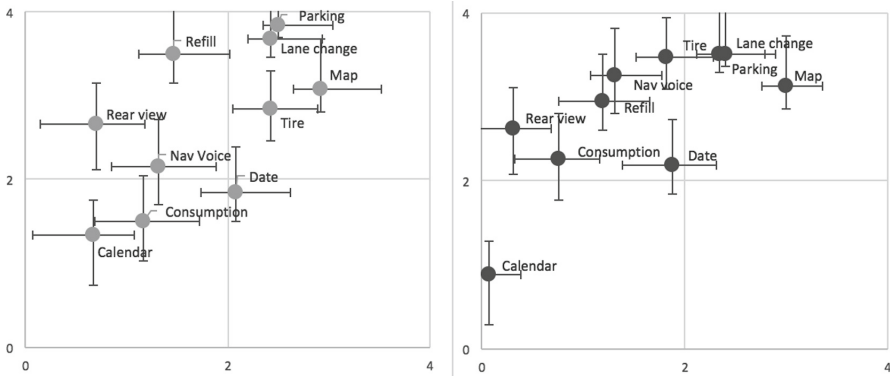 4
Parking
Refill
Lane change
Map
Rear view
Tire
Nav Voice
2
Date
Consumption
Calendar
0
0
2
4
4
Tire
Lane change
Parking
Map
Nav voice
Refill
Rear view
Consumption
Date
2
Calendar
0
0
2
4